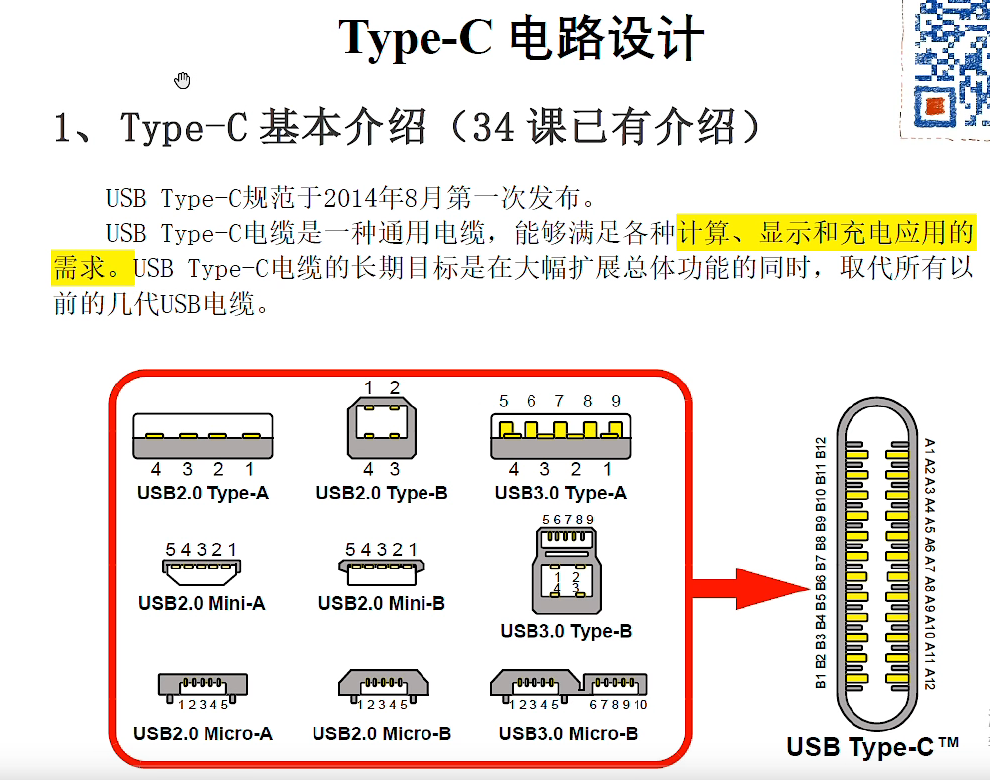 Type-C 电路设计
1、Type-C 基本介绍（34 课已有介绍）
USB Type-C规范于2014年8月第一次发布。
USB Type-C电缆是一种通用电缆，能够满足各种计算、显示和充电应用的
需求。USB Type-C电缆的长期目标是在大幅扩展总体功能的同时，取代所有以
前的几代USB电缆。
4 3 2 1
USB2.0 Type-A
1 2
4 3
USB2.0 Type-B
5 6 7 8 9
4 3 2 1
USB3.0 Type-A
5 4 3 2 1
USB2.0 Mini-A
5 4 3 2 1
USB2.0 Mini-B
5 6 7 8 9
1 2
4 3
USB3.0 Type-B
1 2 3 4 5
USB2.0 Micro-A
1 2 3 4 5
USB2.0 Micro-B
1 2 3 4 5 6 7 8 9 10
USB3.0 Micro-B
B1 B2 B3 B4 B5 B6 B7 B8 B9 B10 B11 B12
A1 A2 A3 A4 A5 A6 A7 A8 A9 A10 A11 A12
USB Type-C™